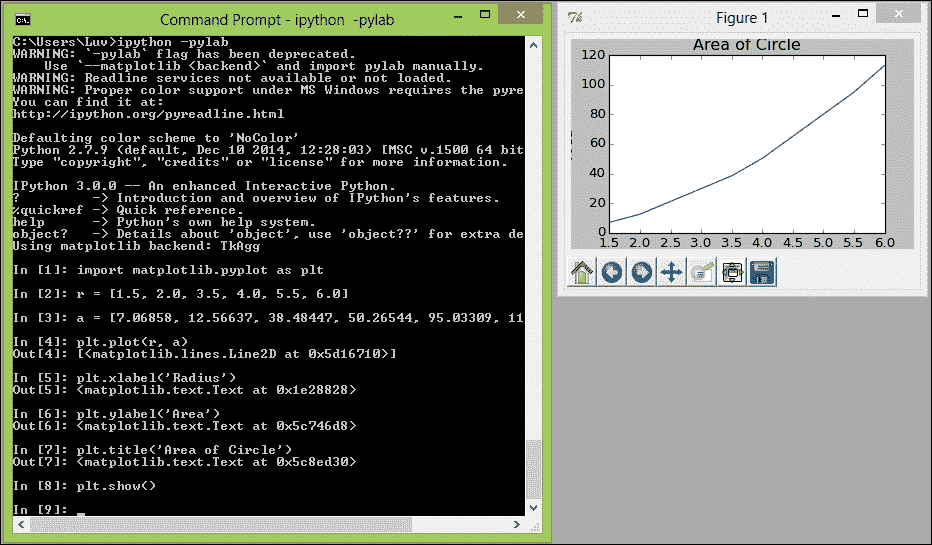 Command Prompt - ipython -pylab
C:\Users\Luv>ipython -pylab
WARNING: `-pylab` flag has been deprecated.
    Use `--matplotlib <backend>` and import pylab manually.
WARNING: Readline services not available or not loaded.
WARNING: Proper color support under MS Windows requires the pyre
You can find it at:
http://ipython.org/pyreadline.html
Defaulting color scheme to 'NoColor'
Python 2.7.9 (default, Dec 10 2014, 12:28:03) [MSC v.1500 64 bit
Type "copyright", "credits" or "license" for more information.
IPython 3.0.0 -- An enhanced Interactive Python.
?         -> Introduction and overview of IPython's features.
%quickref -> Quick reference.
help      -> Python's own help system.
object?   -> Details about 'object', use 'object??' for extra de
Using matplotlib backend: TkAgg
In [1]: import matplotlib.pyplot as plt
In [2]: r = [1.5, 2.0, 3.5, 4.0, 5.5, 6.0]
In [3]: a = [7.06858, 12.56637, 38.48447, 50.26544, 95.03309, 11
In [4]: plt.plot(r, a)
Out[4]: [<matplotlib.lines.Line2D at 0x5d16710>]
In [5]: plt.xlabel('Radius')
Out[5]: <matplotlib.text.Text at 0x1e28828>
In [6]: plt.ylabel('Area')
Out[6]: <matplotlib.text.Text at 0x5c746d8>
In [7]: plt.title('Area of Circle')
Out[7]: <matplotlib.text.Text at 0x5c8ed30>
In [8]: plt.show()
In [9]:
Figure 1
Area of Circle
120
100
80
60
40
20
0
1.5 2.0 2.5 3.0 3.5 4.0 4.5 5.0 5.5 6.0